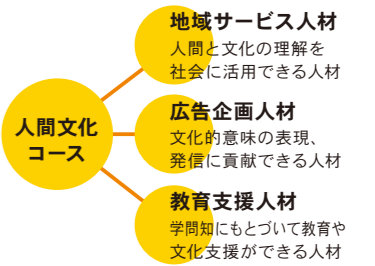 人間文化
コース
地域サービス人材
人間と文化の理解を
社会に活用できる人材
広告企画人材
文化的意味の表現、
発信に貢献できる人材
教育支援人材
学問知にもとづいて教育や
文化支援ができる人材